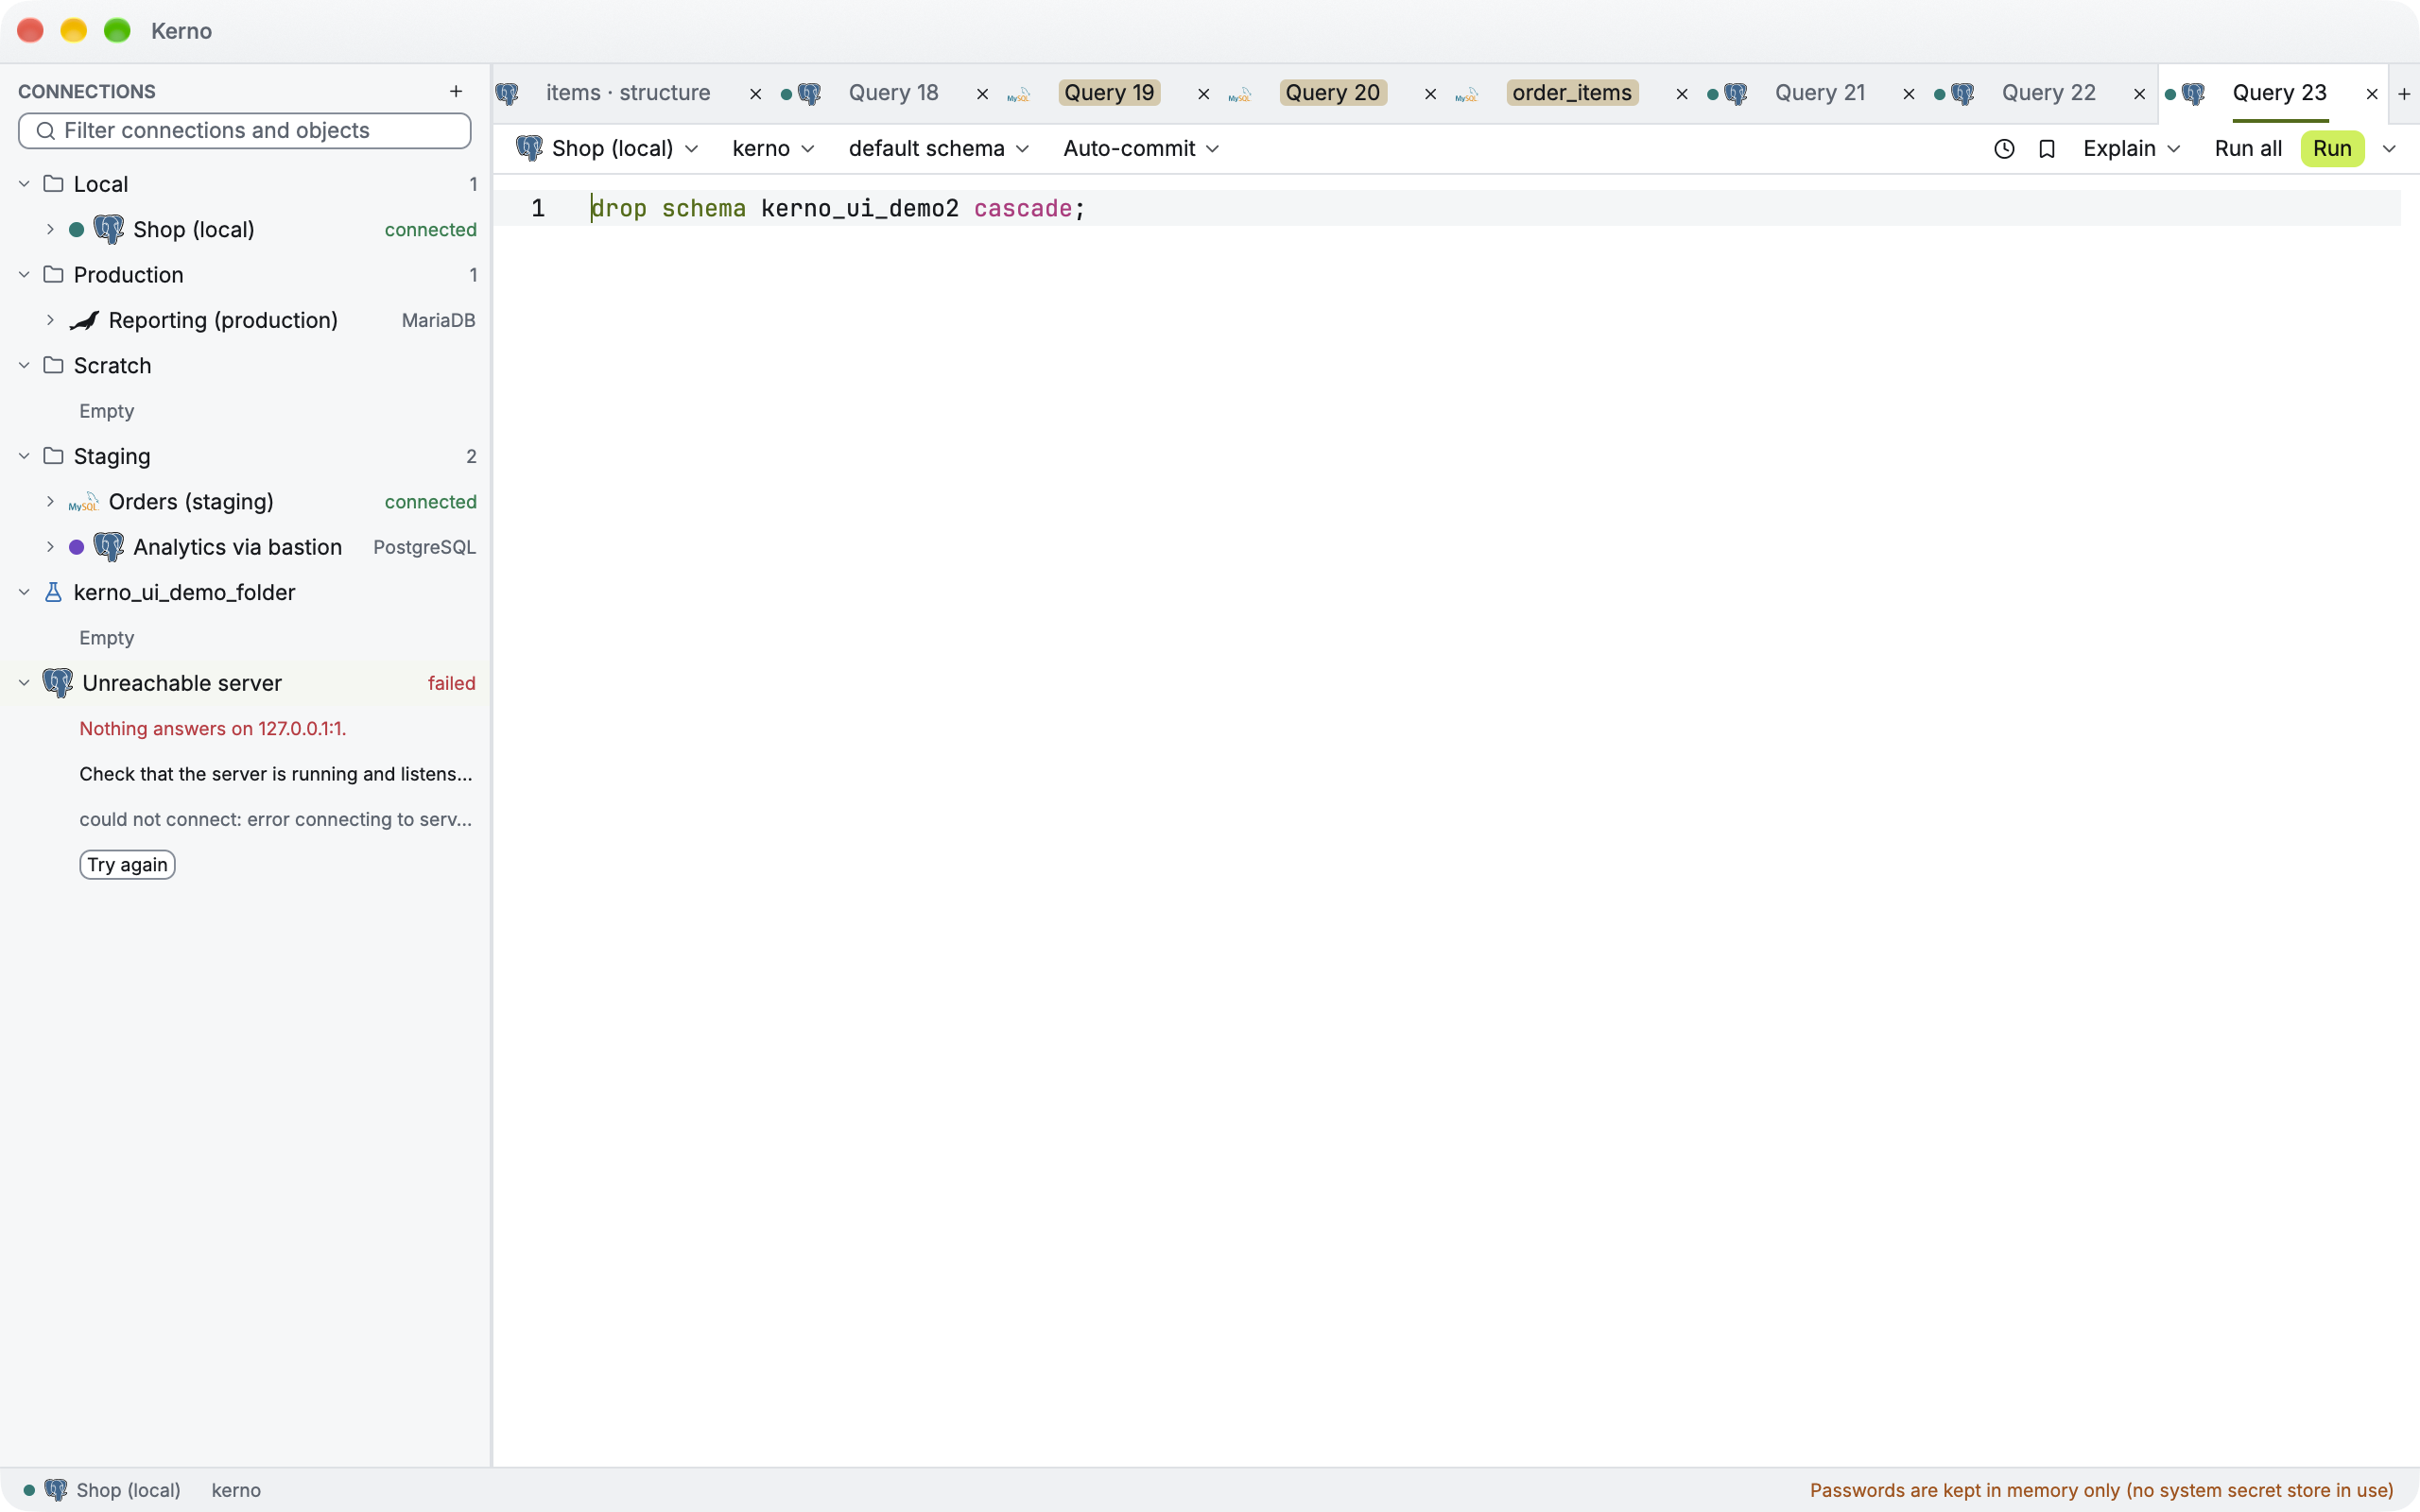 Kerno
CONNECTIONS +
Filter connections and objects
Local 1
Shop (local) connected
Production 1
Reporting (production) MariaDB
Scratch
Empty
Staging 2
MySQL Orders (staging) connected
Analytics via bastion PostgreSQL
kerno_ui_demo_folder
Empty
Unreachable server failed
Nothing answers on 127.0.0.1:1.
Check that the server is running and listens...
could not connect: error connecting to serv...
Try again
items · structure × Query 18 × MySQL Query 19 × MySQL Query 20 × MySQL order_items × Query 21 × Query 22 × Query 23 × +
Shop (local) kerno default schema Auto-commit Explain Run all Run
1 drop schema kerno_ui_demo2 cascade;
Shop (local) kerno Passwords are kept in memory only (no system secret store in use)